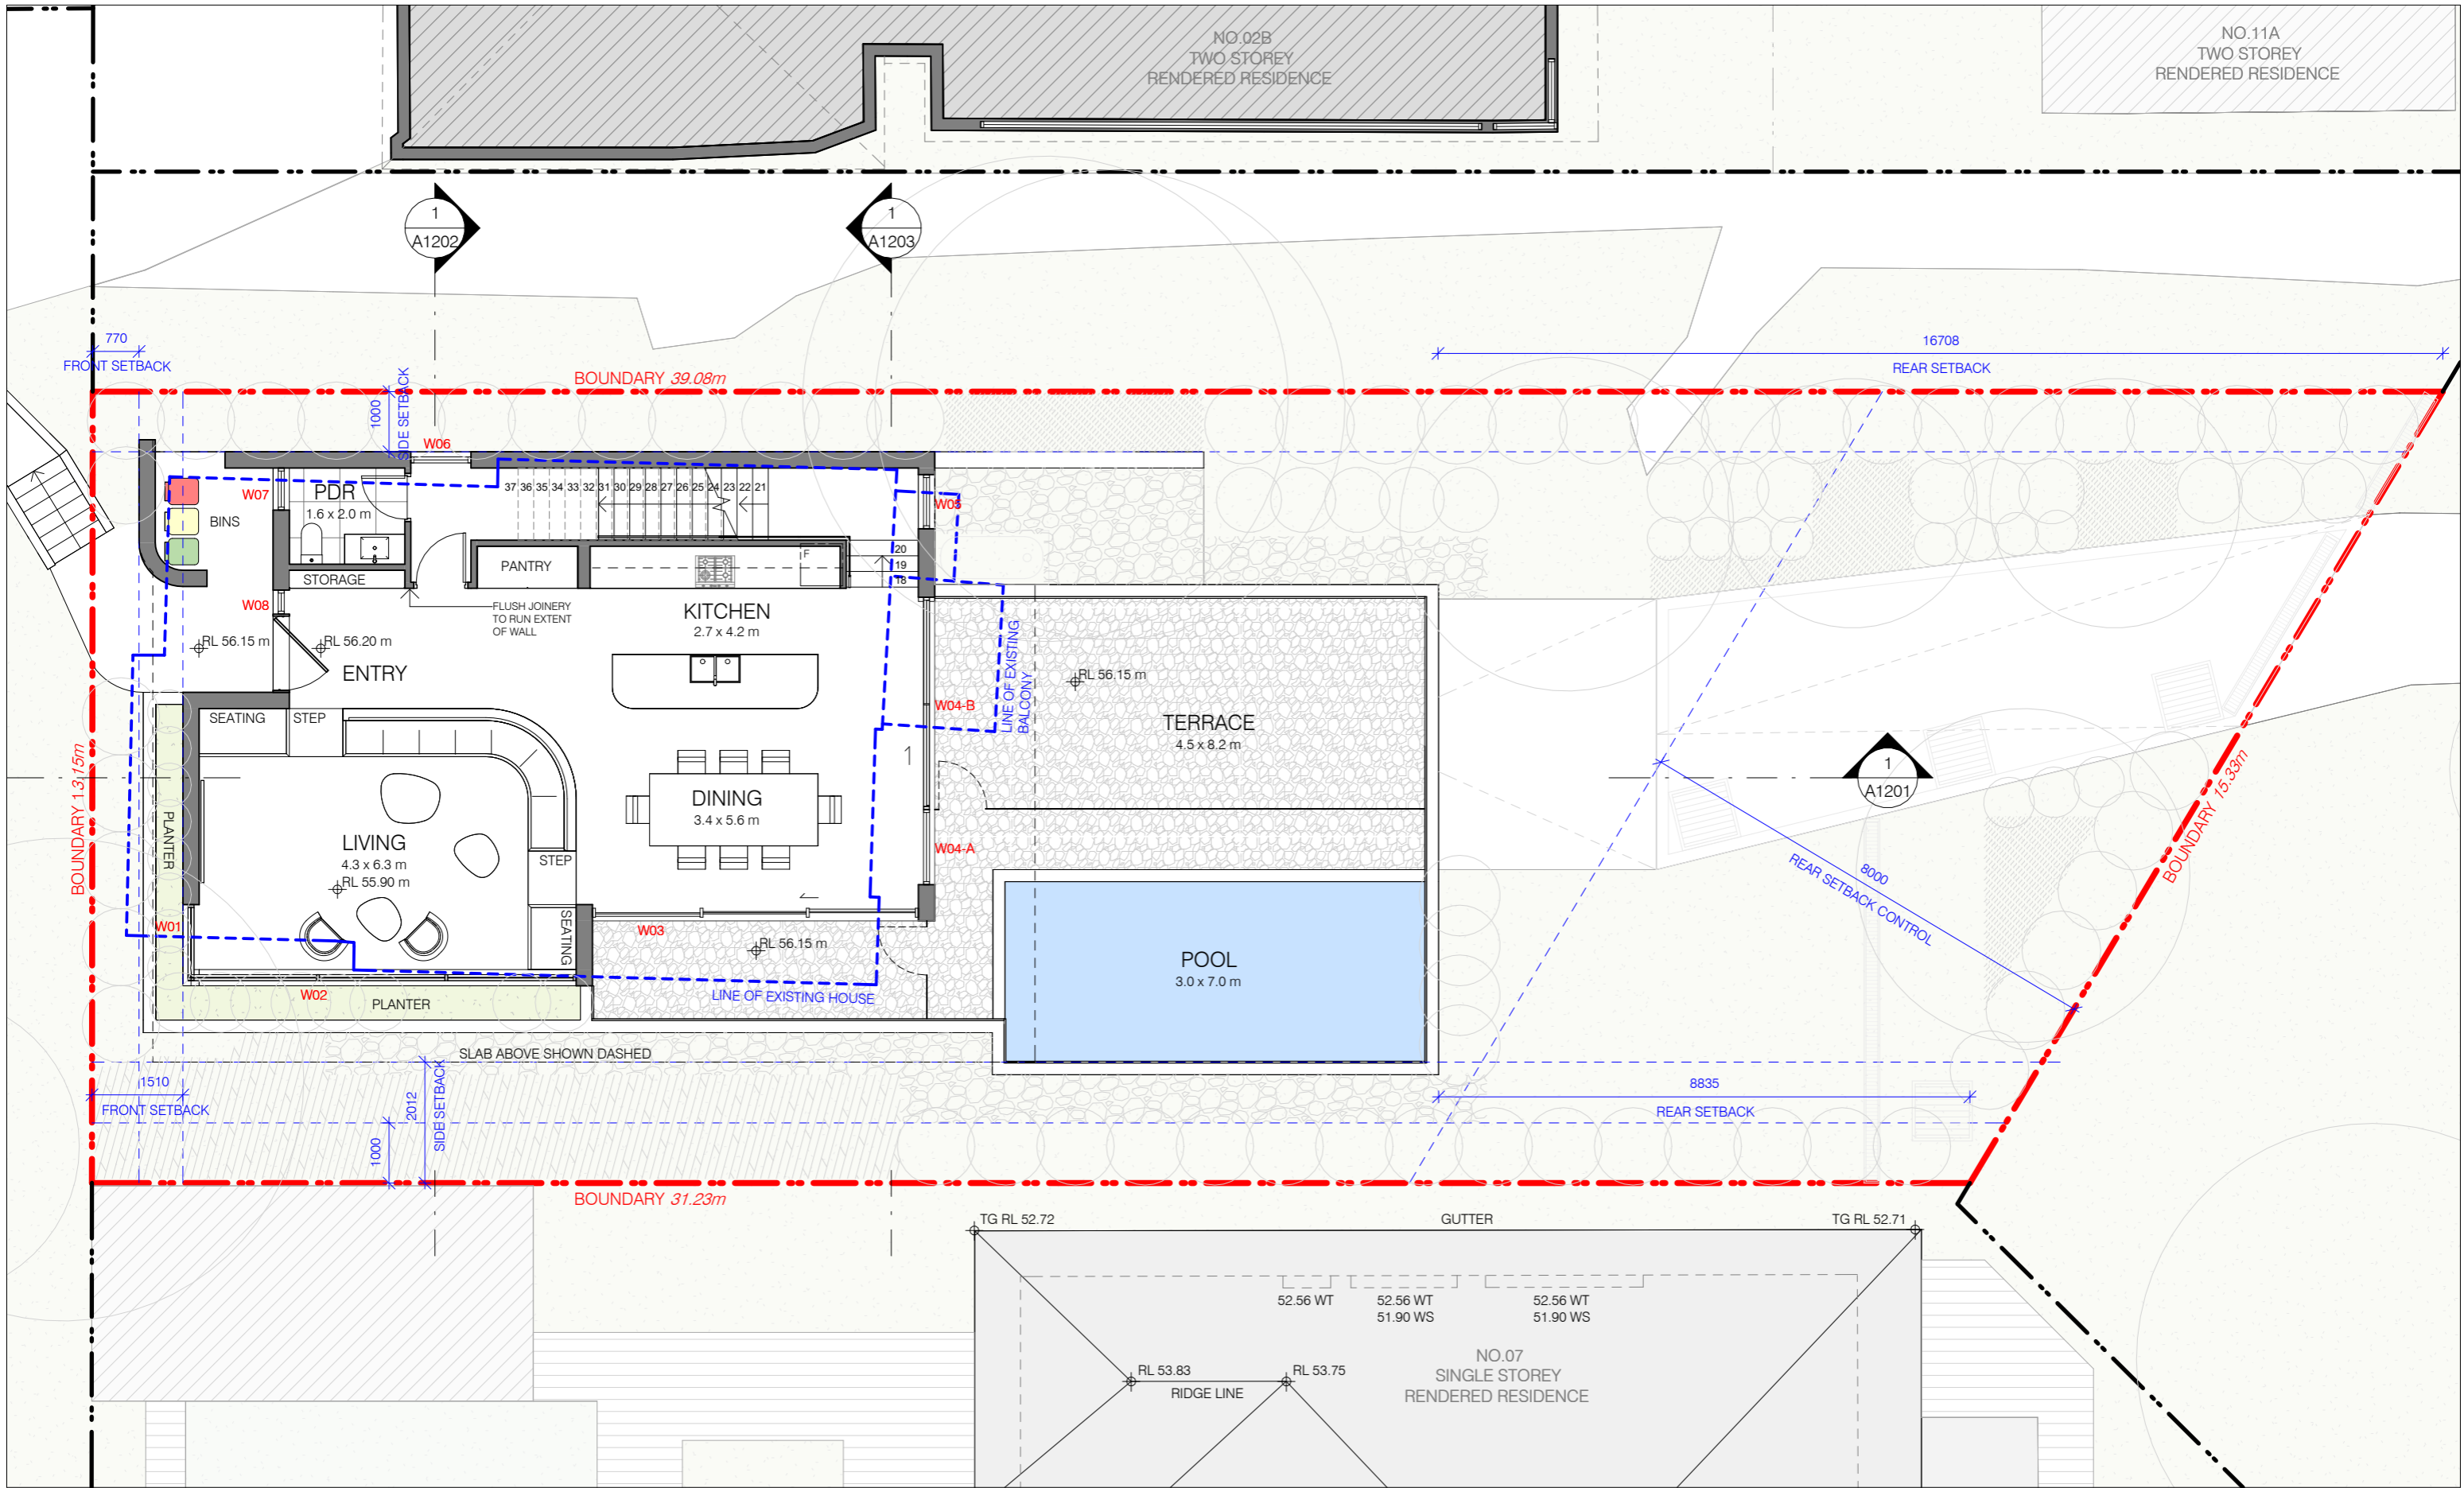 NO.02B
TWO STOREY
RENDERED RESIDENCE
NO.11A
TWO STOREY
RENDERED RESIDENCE
1
A1202
1
A1203
770
FRONT SETBACK
BOUNDARY 39.08m
16708
REAR SETBACK
1000
SIDE SETBACK
W06
W07
PDR
1.6 x 2.0 m
37 36 35 34 33 32 31 30 29 28 27 26 25 24 23 22 21
W05
BINS
STORAGE
PANTRY
F
20
19
18
W08
FLUSH JOINERY
TO RUN EXTENT
OF WALL
KITCHEN
2.7 x 4.2 m
RL 56.15 m
RL 56.20 m
ENTRY
LINE OF EXISTING
BALCONY
RL 56.15 m
W04-B
SEATING
STEP
TERRACE
4.5 x 8.2 m
1
1
A1201
BOUNDARY 13.15m
PLANTER
DINING
3.4 x 5.6 m
LIVING
4.3 x 6.3 m
RL 55.90 m
STEP
W04-A
8000
REAR SETBACK CONTROL
BOUNDARY 15.33m
W01
SEATING
W03
RL 56.15 m
POOL
3.0 x 7.0 m
W02
PLANTER
LINE OF EXISTING HOUSE
SLAB ABOVE SHOWN DASHED
1510
FRONT SETBACK
2012
SIDE SETBACK
1000
8835
REAR SETBACK
BOUNDARY 31.23m
TG RL 52.72
GUTTER
TG RL 52.71
52.56 WT
52.56 WT
51.90 WS
52.56 WT
51.90 WS
RL 53.83
RL 53.75
RIDGE LINE
NO.07
SINGLE STOREY
RENDERED RESIDENCE